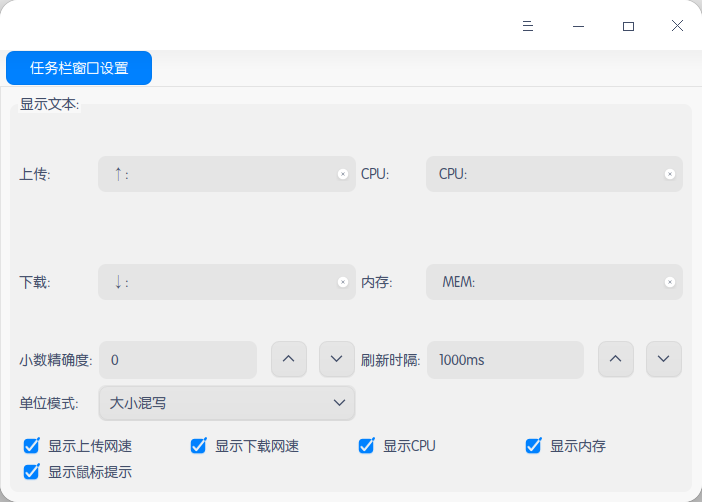 任务栏窗口设置
显示文本:
上传: ↑: CPU: CPU:
下载: ↓: 内存: MEM:
小数精确度: 0 刷新时隔: 1000ms
单位模式: 大小混写
显示上传网速 显示下载网速 显示CPU 显示内存
显示鼠标提示